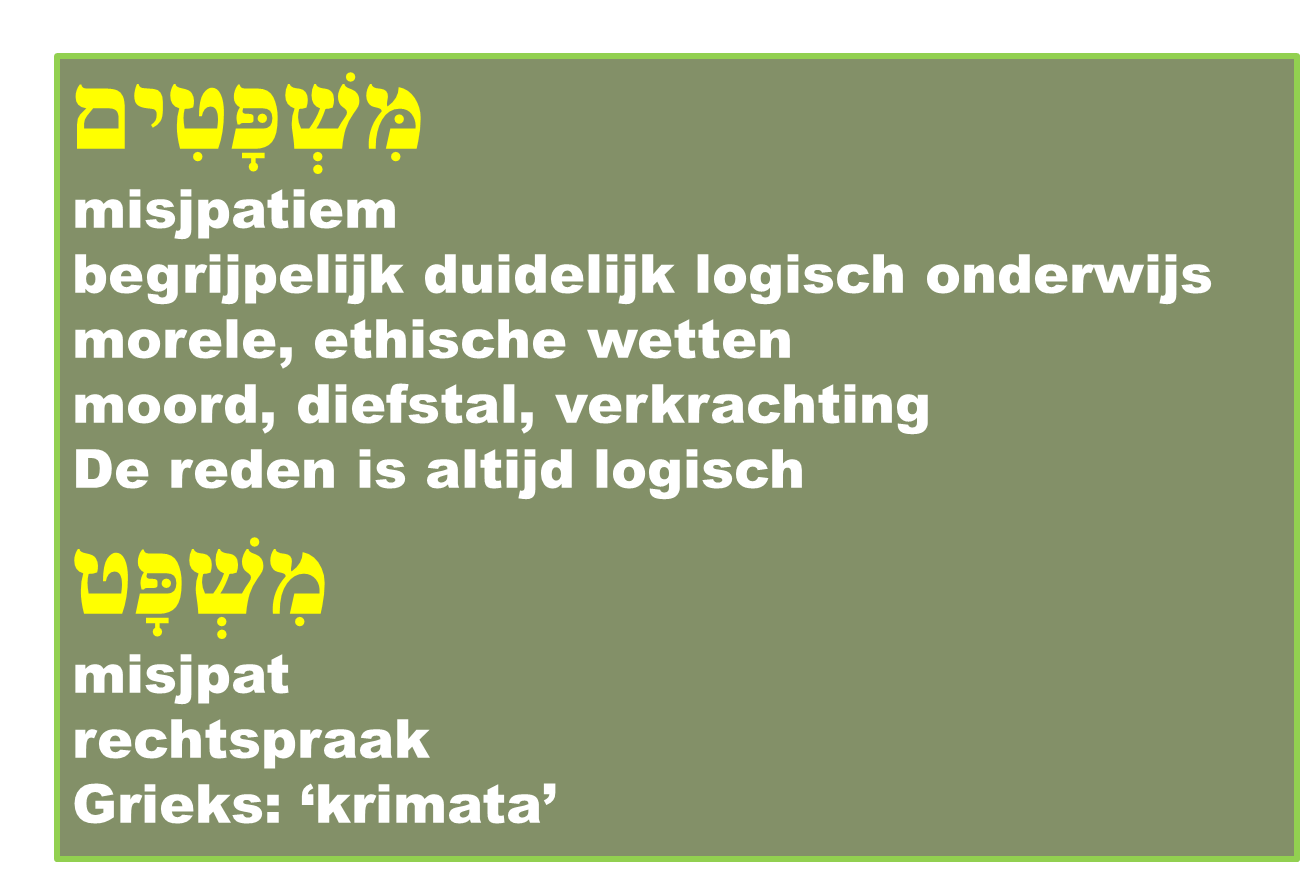 מִּשְׁפָּטִים
misjpatiem
begrijpelijk duidelijk logisch onderwijs
morele, ethische wetten
moord, diefstal, verkrachting
De reden is altijd logisch
מִשְׁפָּט
misjpat
rechtspraak
Grieks: ‘krimata’